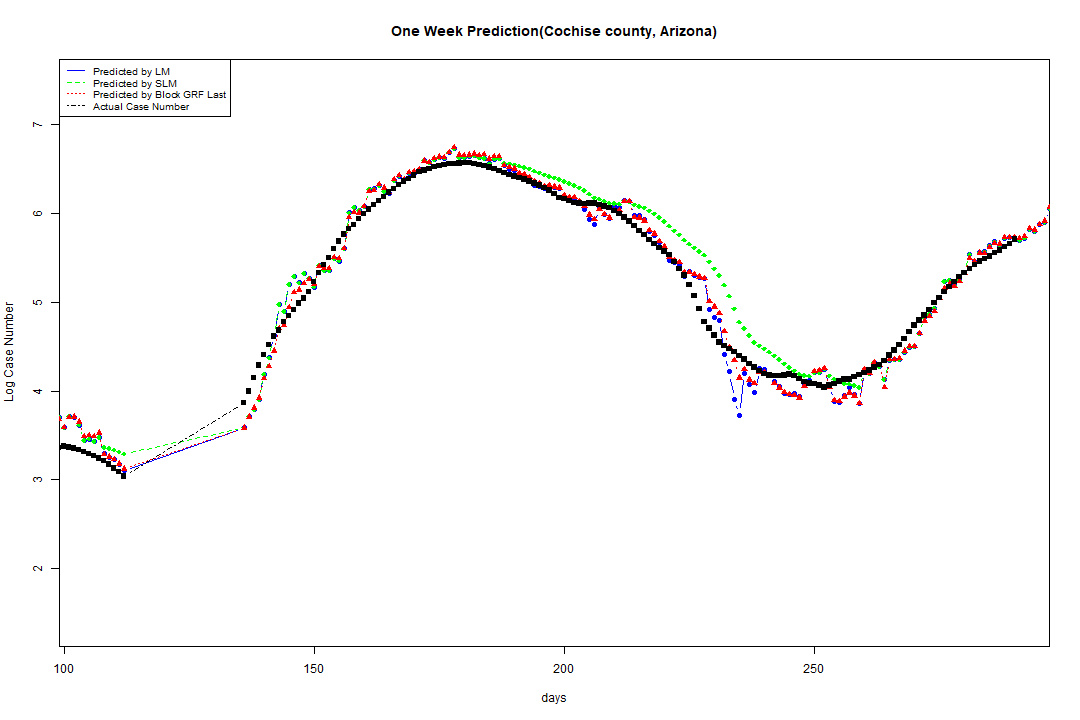 One Week Prediction(Cochise county, Arizona)
Predicted by LM
Predicted by SLM
Predicted by Block GRF Last
Actual Case Number
Log Case Number
7
6
5
4
3
2
100 150 200 250
days